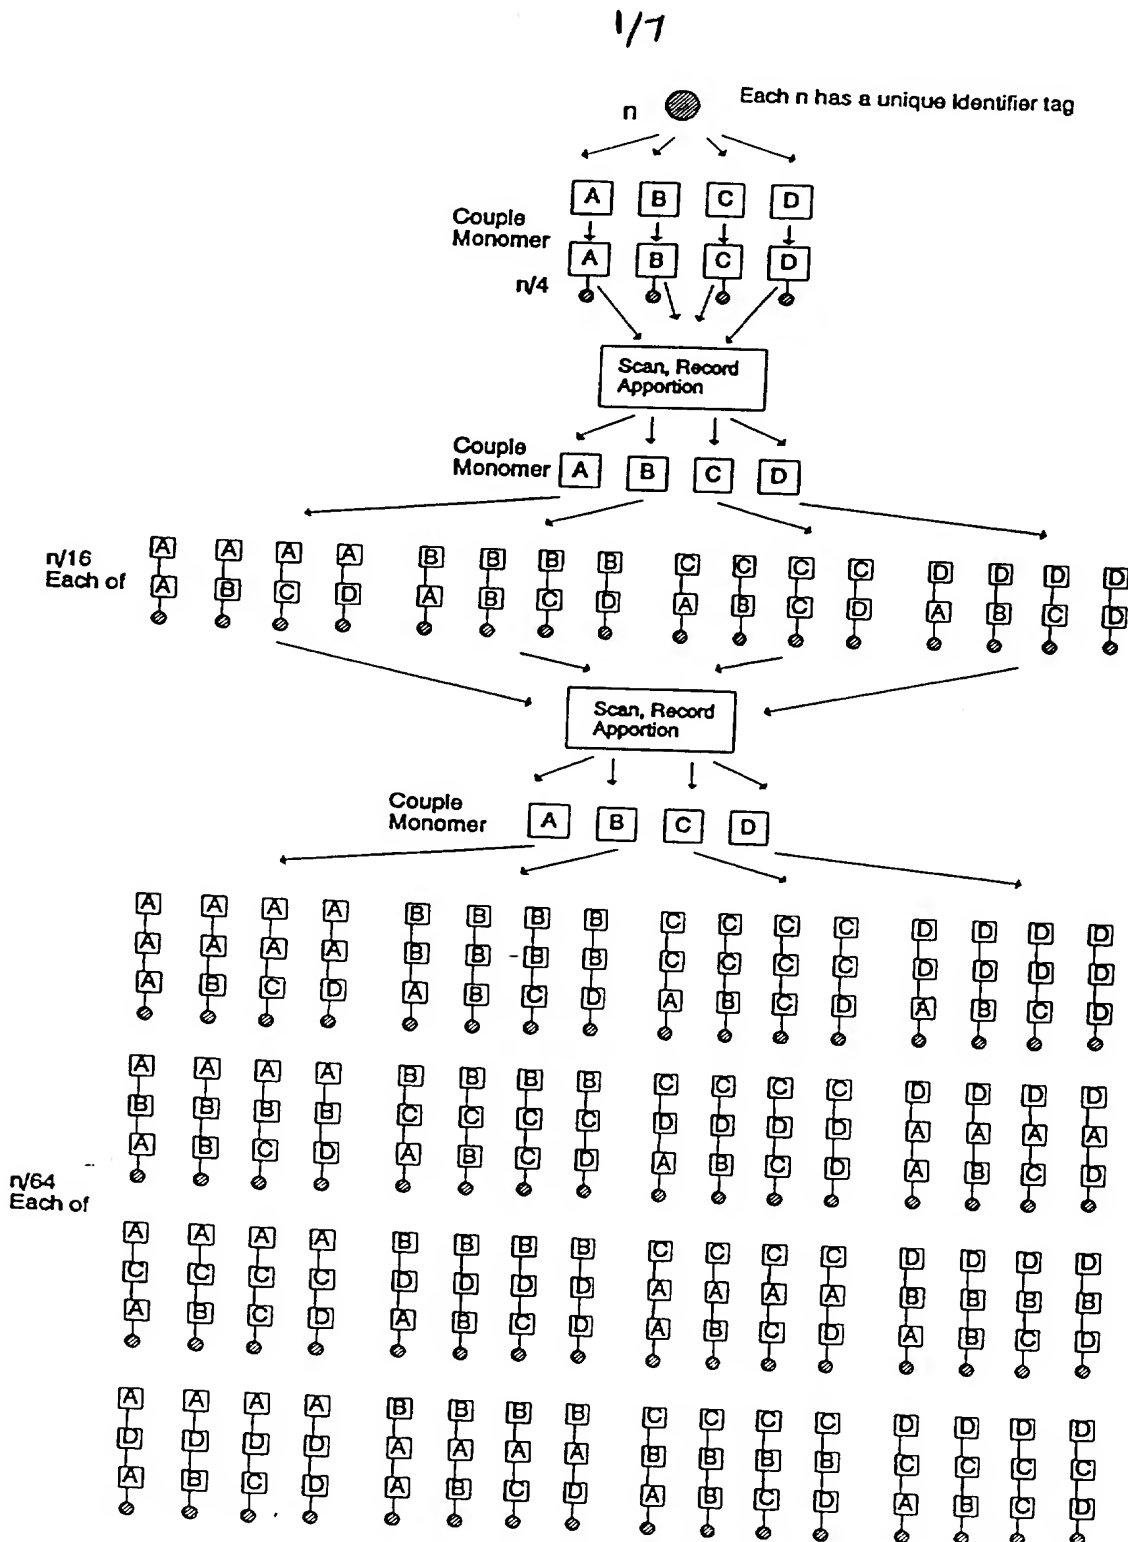 1/7
Each n has a unique identifier tag
n
A B C D
Couple
Monomer
A B C D
n/4
Scan, Record
Apportion
Couple
Monomer
A B C D
n/16
Each of
A A A A B B B B C C C C D D D D
A B C D A B C D A B C D A B C D
Scan, Record
Apportion
Couple
Monomer
A B C D
A A A A B B B B C C C C D D D D
A A A A B B B B C C C C D D D D
A B C D A B C D A B C D A B C D
A A A A B B B B C C C C D D D D
B B B B C C C C D D D D A A A A
A B C D A B C D A B C D A B C D
n/64
Each of
A A A A B B B B C C C C D D D D
C C C C D D D D A A A A B B B B
A B C D A B C D A B C D A B C D
A A A A B B B B C C C C D D D D
D D D D A A A A B B B B C C C C
A B C D A B C D A B C D A B C D